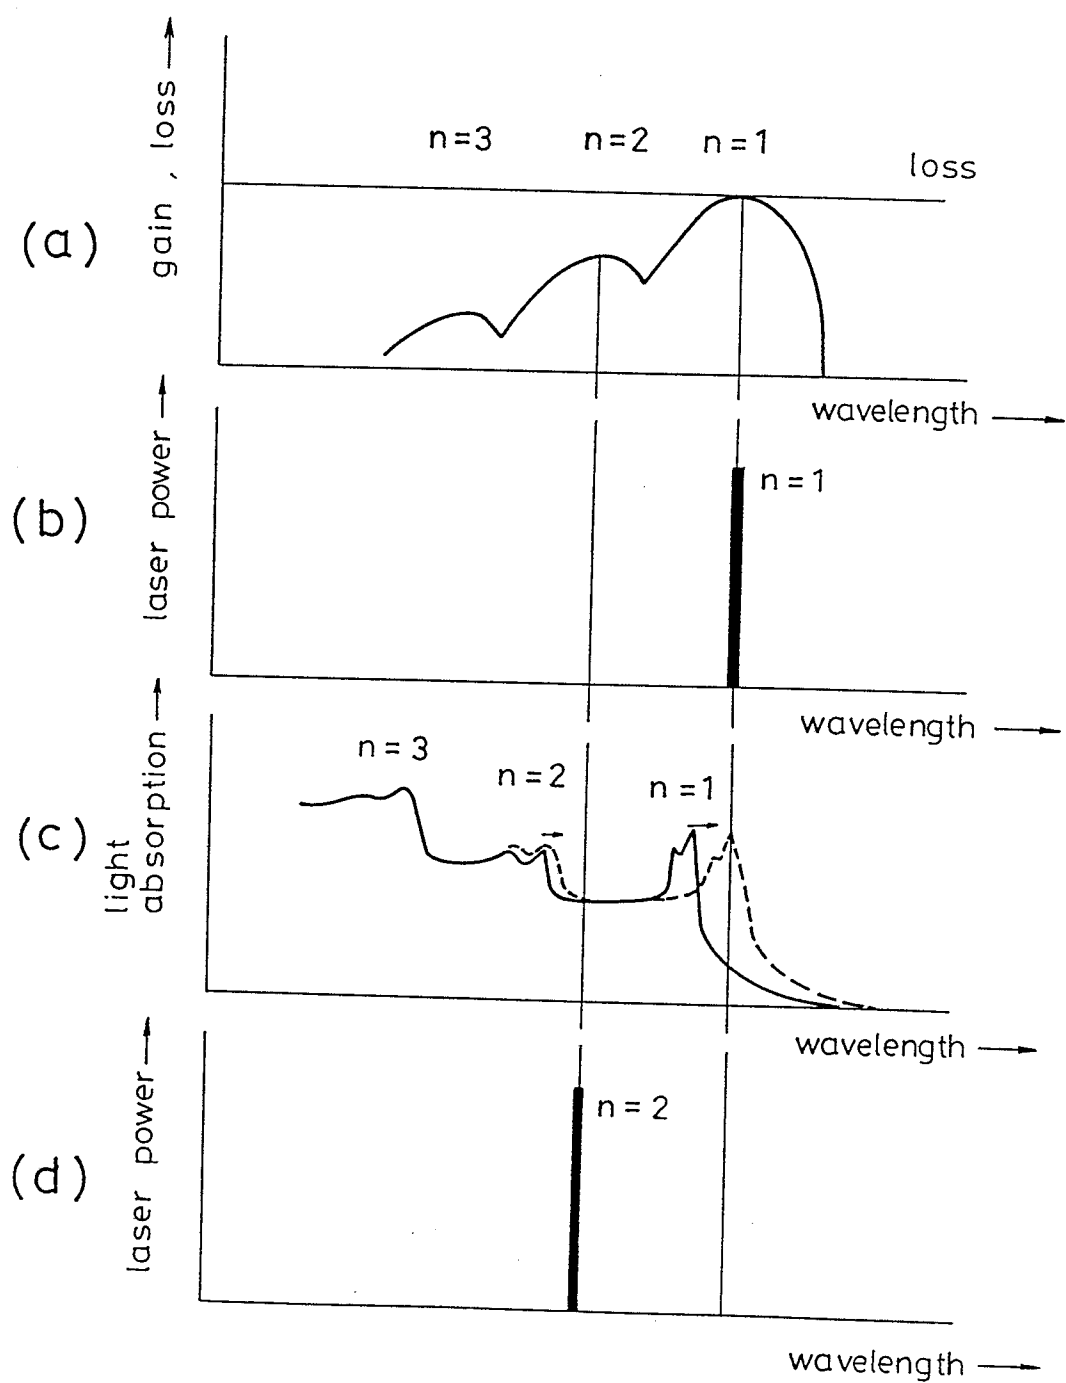 n=3 n=2 n=1
loss
gain, loss
(a)
wavelength
n=1
laser power
(b)
wavelength
n=3
n=2
n=1
light
absorption
(c)
wavelength
n=2
laser power
(d)
wavelength